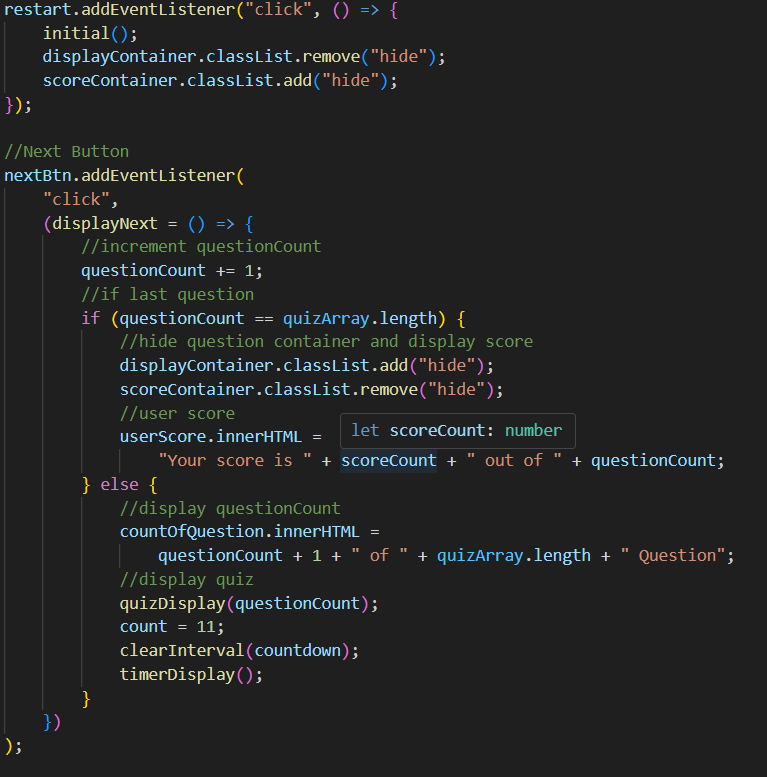 restart.addEventListener("click", () => {
    initial();
    displayContainer.classList.remove("hide");
    scoreContainer.classList.add("hide");
});

//Next Button
nextBtn.addEventListener(
    "click",
    (displayNext = () => {
        //increment questionCount
        questionCount += 1;
        //if last question
        if (questionCount == quizArray.length) {
            //hide question container and display score
            displayContainer.classList.add("hide");
            scoreContainer.classList.remove("hide");
            //user score
            userScore.innerHTML = let scoreCount: number
                "Your score is " + scoreCount + " out of " + questionCount;
        } else {
            //display questionCount
            countOfQuestion.innerHTML =
                questionCount + 1 + " of " + quizArray.length + " Question";
            //display quiz
            quizDisplay(questionCount);
            count = 11;
            clearInterval(countdown);
            timerDisplay();
        }
    })
);